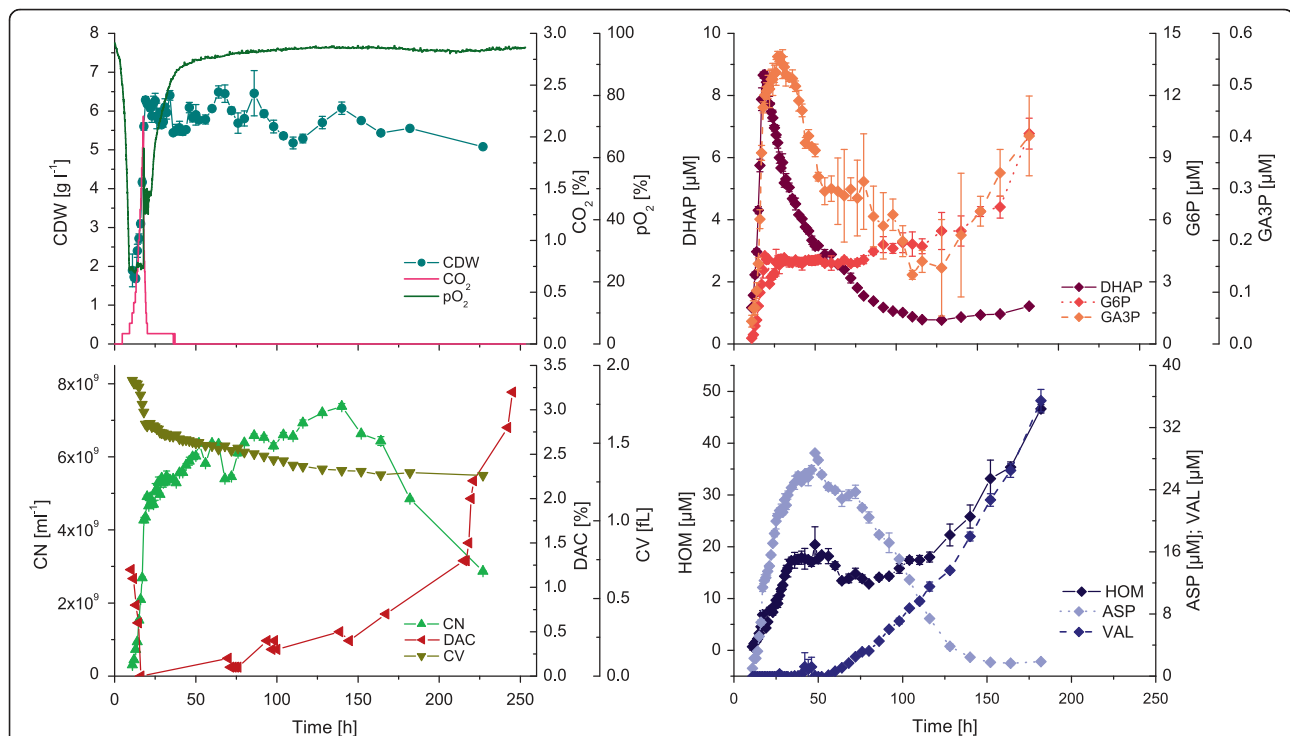 8
7
6
5
4
3
2
1
0
CDW [g l⁻¹]
3.0
2.5
2.0
1.5
1.0
0.5
0.0
CO₂ [%]
100
80
60
40
20
0
pO₂ [%]
CDW
CO₂
pO₂
10
8
6
4
2
0
DHAP [µM]
15
12
9
6
3
0
G6P [µM]
0.6
0.5
0.4
0.3
0.2
0.1
0.0
GA3P [µM]
DHAP
G6P
GA3P
8x10⁹
6x10⁹
4x10⁹
2x10⁹
0
CN [ml⁻¹]
3.5
3.0
2.5
2.0
1.5
1.0
0.5
0.0
DAC [%]
2.0
1.5
1.0
0.5
0.0
CV [fL]
CN
DAC
CV
0 50 100 150 200 250
Time [h]
50
40
30
20
10
0
HOM [µM]
40
32
24
16
8
0
ASP [µM]; VAL [µM]
HOM
ASP
VAL
0 50 100 150 200 250
Time [h]